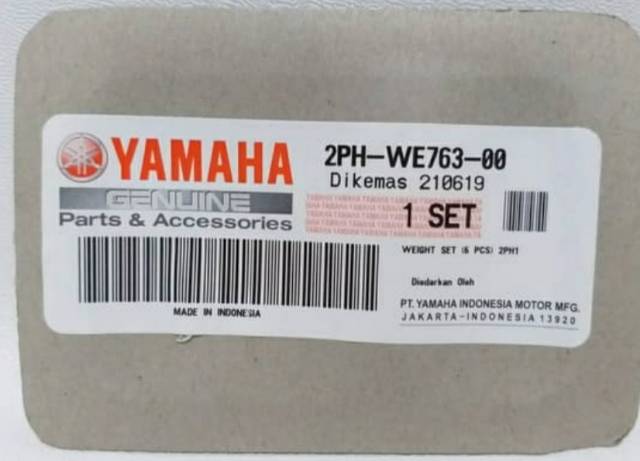 YAMAHA
GENUINE
Parts & Accessories
2PH-WE763-00
Dikemas 210619
1 SET
WEIGHT SET (6 PCS) 2PH1
MADE IN INDONESIA
Diedarkan Oleh
PT. YAMAHA INDONESIA MOTOR MFG.
JAKARTA-INDONESIA 13920